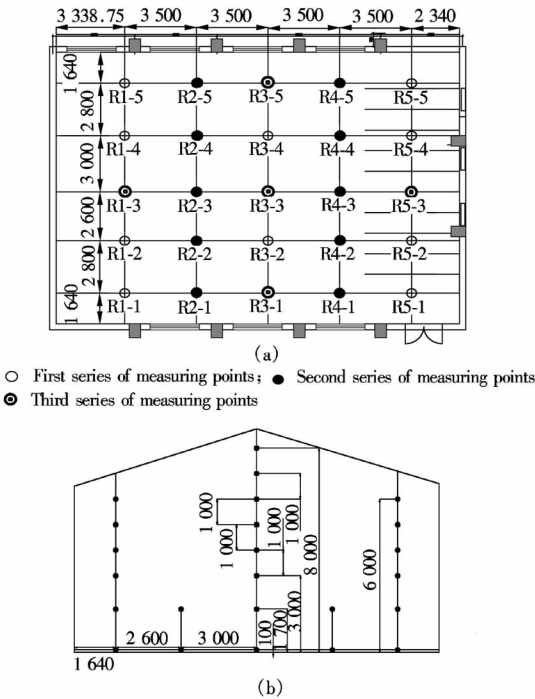 3 338.75 3 500 3 500 3 500 3 500 2 340
1 640
R1-5 R2-5 R3-5 R4-5 R5-5
2 800
R1-4 R2-4 R3-4 R4-4 R5-4
3 000
R1-3 R2-3 R3-3 R4-3 R5-3
2 600
R1-2 R2-2 R3-2 R4-2 R5-2
2 800
R1-1 R2-1 R3-1 R4-1 R5-1
1 640
(a)
First series of measuring points; Second series of measuring points
Third series of measuring points
1 000
1 000
1 000
1 000
8 000
6 000
3 000
1 700
100
2 600 3 000
1 640
(b)